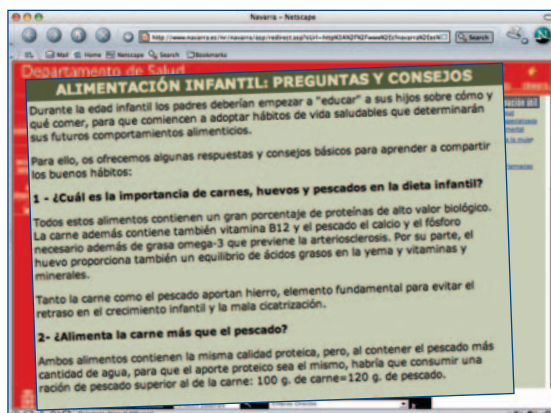 Navarra – Netscape
Search
Mail Home Netscape Search Bookmarks
Departamento de Salud
ALIMENTACIÓN INFANTIL: PREGUNTAS Y CONSEJOS
Durante la edad infantil los padres deberían empezar a "educar" a sus hijos sobre cómo y
qué comer, para que comiencen a adoptar hábitos de vida saludables que determinarán
sus futuros comportamientos alimenticios.
Para ello, os ofrecemos algunas respuestas y consejos básicos para aprender a compartir
los buenos hábitos:
1 - ¿Cuál es la importancia de carnes, huevos y pescados en la dieta infantil?
Todos estos alimentos contienen un gran porcentaje de proteínas de alto valor biológico.
La carne además contiene también vitamina B12 y el pescado el calcio y el fósforo
necesario además de grasa omega-3 que previene la arteriosclerosis. Por su parte, el
huevo proporciona también un equilibrio de ácidos grasos en la yema y vitaminas y
minerales.
Tanto la carne como el pescado aportan hierro, elemento fundamental para evitar el
retraso en el crecimiento infantil y la mala cicatrización.
2- ¿Alimenta la carne más que el pescado?
Ambos alimentos contienen la misma calidad proteica, pero, al contener el pescado más
cantidad de agua, para que el aporte proteico sea el mismo, habría que consumir una
ración de pescado superior al de la carne: 100 g. de carne=120 g. de pescado.